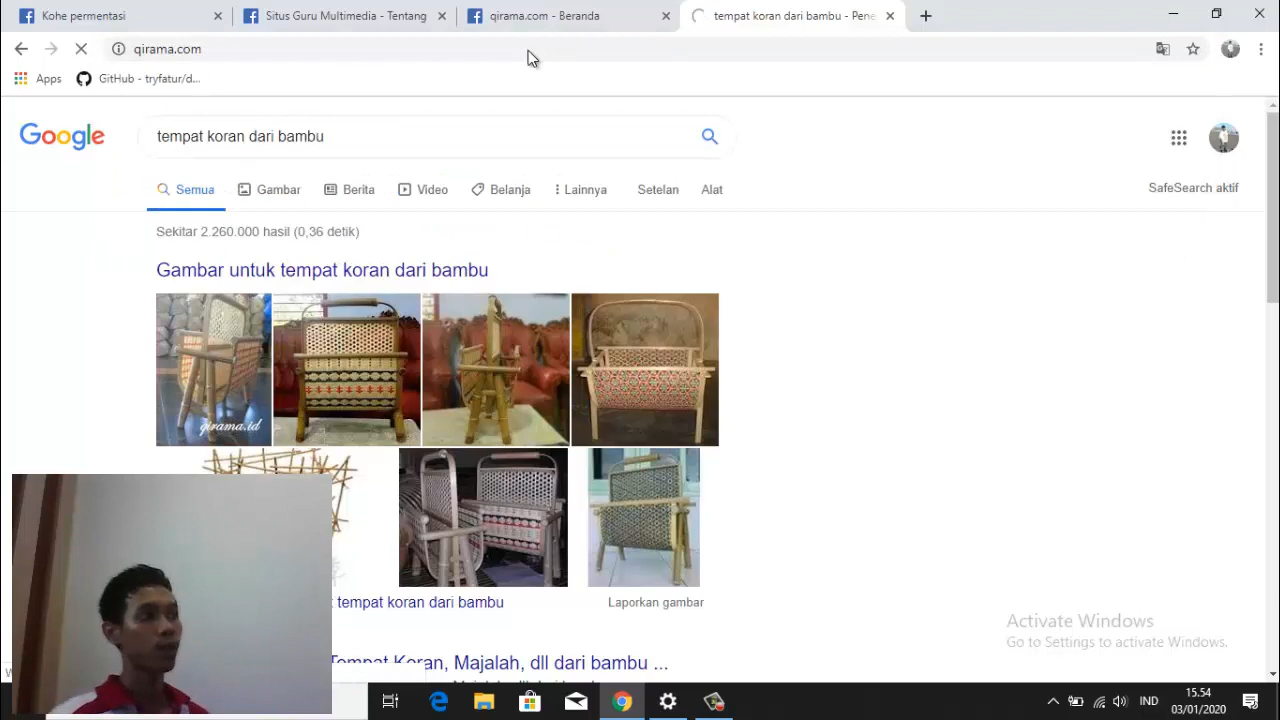 Kohe permentasi
Situs Guru Multimedia - Tentang
qirama.com - Beranda
tempat koran dari bambu - Pene
qirama.com
Apps
GitHub - tryfatur/d...
Google
tempat koran dari bambu
Semua
Gambar
Berita
Video
Belanja
Lainnya
Setelan
Alat
SafeSearch aktif
Sekitar 2.260.000 hasil (0,36 detik)
Gambar untuk tempat koran dari bambu
qirama.id
tempat koran dari bambu
Laporkan gambar
Tempat Koran, Majalah, dll dari bambu ...
Activate Windows
Go to Settings to activate Windows.
IND
15.54
03/01/2020